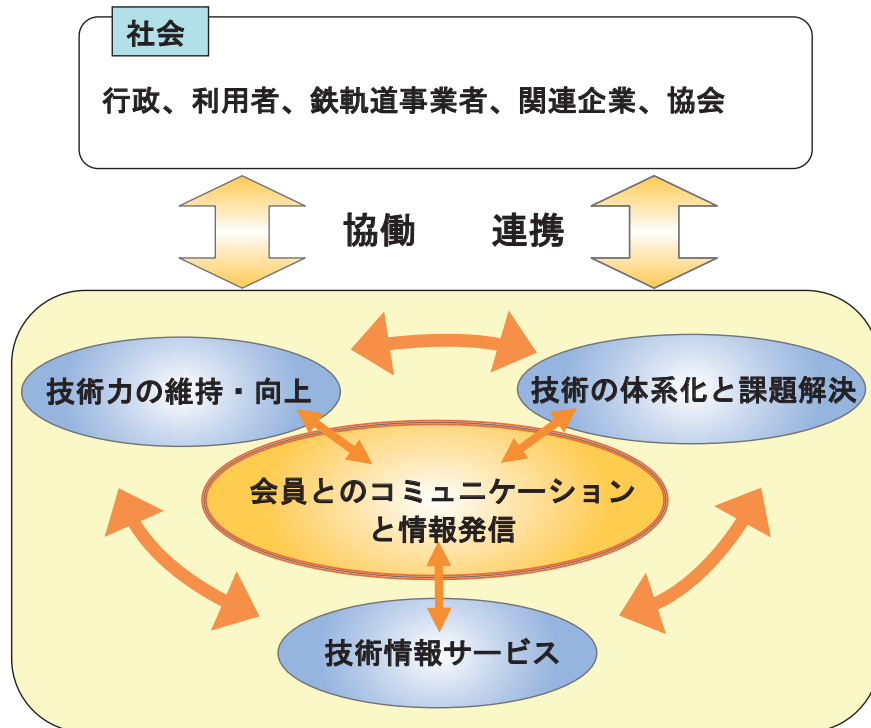 社会
行政、利用者、鉄軌道事業者、関連企業、協会
協働 連携
技術力の維持・向上
技術の体系化と課題解決
会員とのコミュニケーション
と情報発信
技術情報サービス